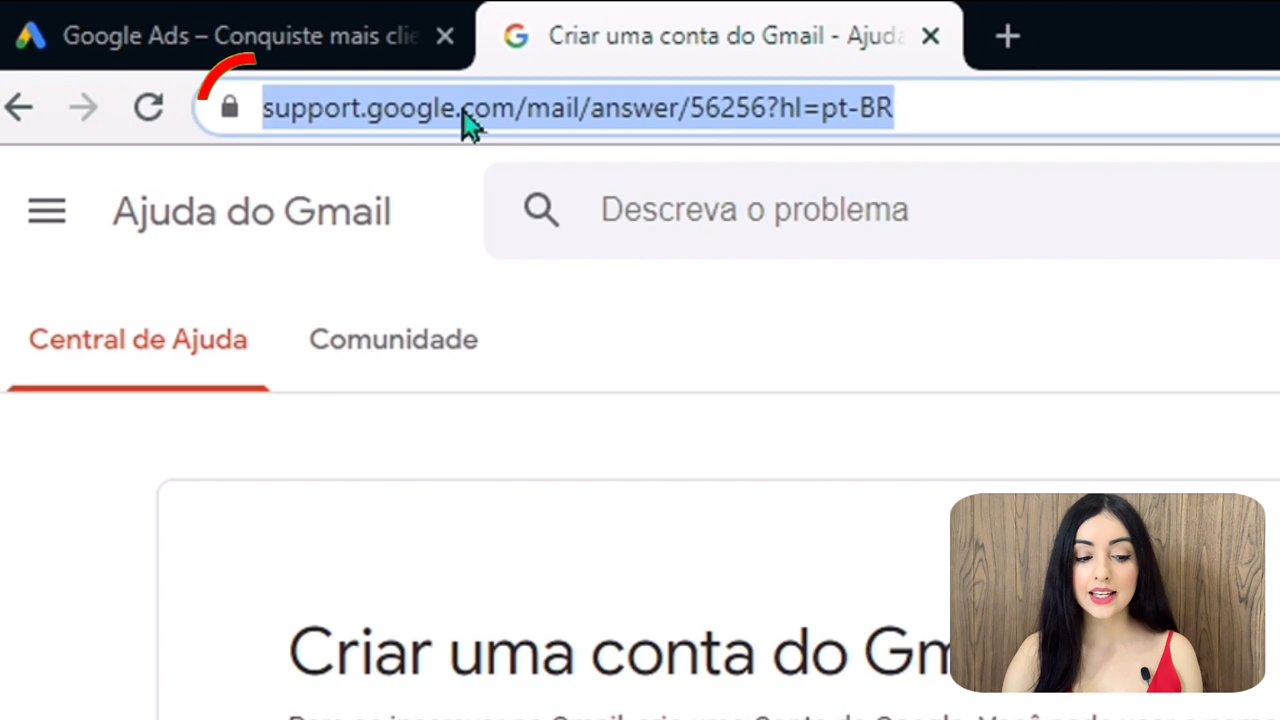 Google Ads – Conquiste mais clie
Criar uma conta do Gmail - Ajuda
support.google.com/mail/answer/56256?hl=pt-BR
Ajuda do Gmail
Descreva o problema
Central de Ajuda
Comunidade
Criar uma conta do Gm